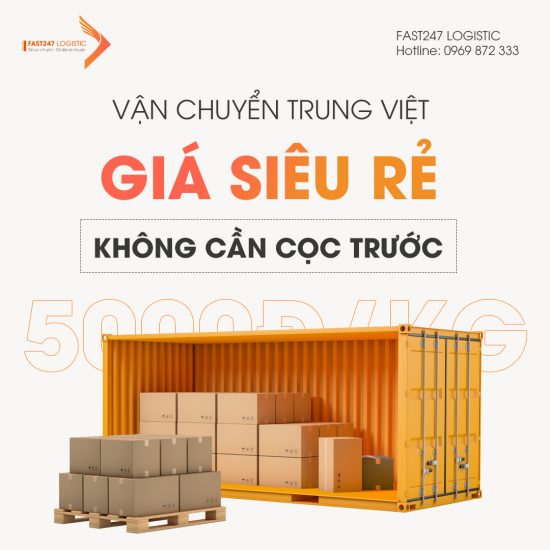 FAST247 LOGISTIC
FAST247 LOGISTIC
Hotline: 0969 872 333
VẬN CHUYỂN TRUNG VIỆT
GIÁ SIÊU RẺ
KHÔNG CẦN CỌC TRƯỚC
5000Đ/KG